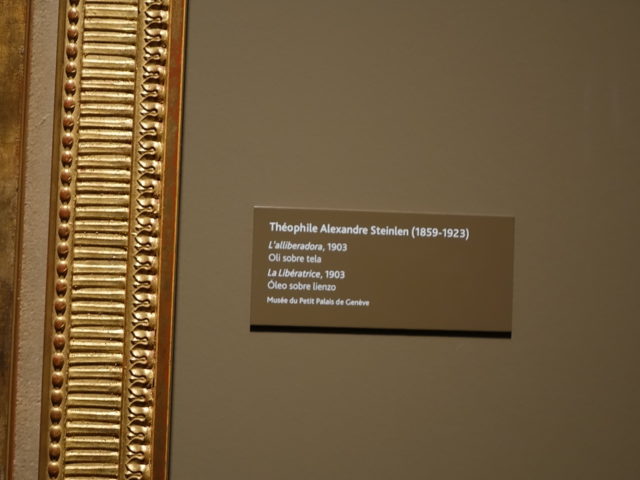 Théophile Alexandre Steinlen (1859-1923)
L'alliberadora, 1903
Oli sobre tela
La Libératrice, 1903
Óleo sobre lienzo
Musée du Petit Palais de Genève